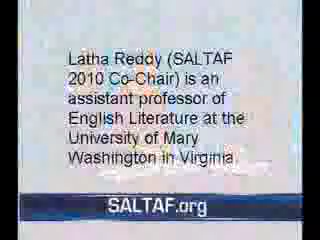 Latha Reddy (SALTAF
2010 Co-Chair) is an
assistant professor of
English Literature at the
University of Mary
Washington in Virginia.
SALTAF.org